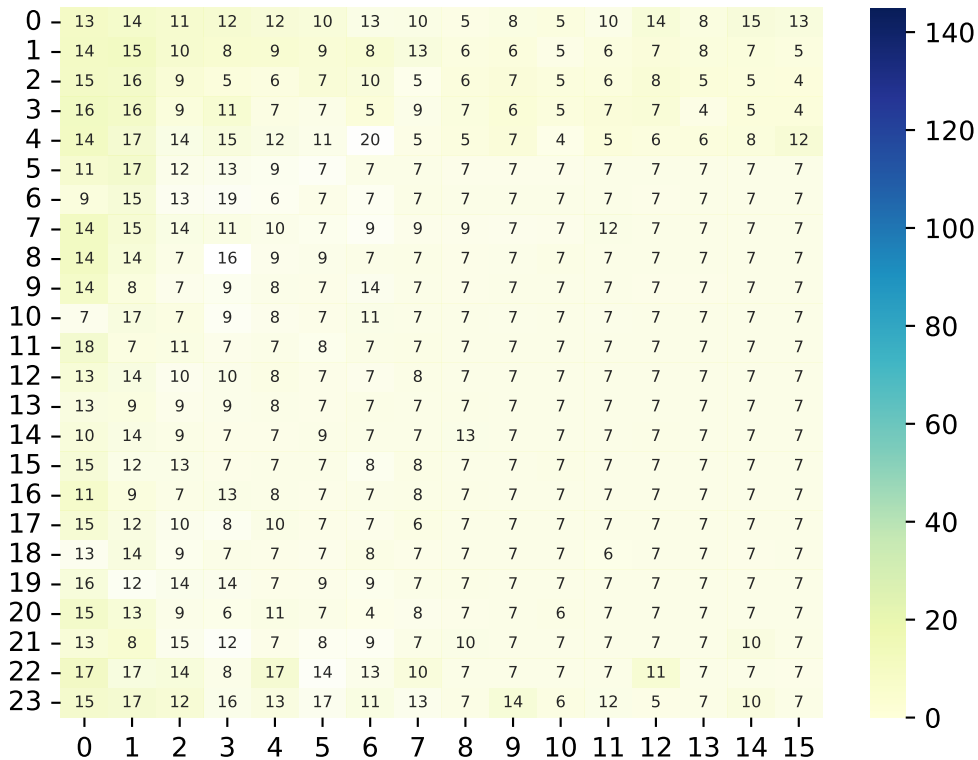 0 13 14 11 12 12 10 13 10 5 8 5 10 14 8 15 13
1 14 15 10 8 9 9 8 13 6 6 5 6 7 8 7 5
2 15 16 9 5 6 7 10 5 6 7 5 6 8 5 5 4
3 16 16 9 11 7 7 5 9 7 6 5 7 7 4 5 4
4 14 17 14 15 12 11 20 5 5 7 4 5 6 6 8 12
5 11 17 12 13 9 7 7 7 7 7 7 7 7 7 7 7
6 9 15 13 19 6 7 7 7 7 7 7 7 7 7 7 7
7 14 15 14 11 10 7 9 9 9 7 7 12 7 7 7 7
8 14 14 7 16 9 9 7 7 7 7 7 7 7 7 7 7
9 14 8 7 9 8 7 14 7 7 7 7 7 7 7 7 7
10 7 17 7 9 8 7 11 7 7 7 7 7 7 7 7 7
11 18 7 11 7 7 8 7 7 7 7 7 7 7 7 7 7
12 13 14 10 10 8 7 7 8 7 7 7 7 7 7 7 7
13 13 9 9 9 8 7 7 7 7 7 7 7 7 7 7 7
14 10 14 9 7 7 9 7 7 13 7 7 7 7 7 7 7
15 15 12 13 7 7 7 8 8 7 7 7 7 7 7 7 7
16 11 9 7 13 8 7 7 8 7 7 7 7 7 7 7 7
17 15 12 10 8 10 7 7 6 7 7 7 7 7 7 7 7
18 13 14 9 7 7 7 8 7 7 7 7 6 7 7 7 7
19 16 12 14 14 7 9 9 7 7 7 7 7 7 7 7 7
20 15 13 9 6 11 7 4 8 7 7 6 7 7 7 7 7
21 13 8 15 12 7 8 9 7 10 7 7 7 7 7 10 7
22 17 17 14 8 17 14 13 10 7 7 7 7 11 7 7 7
23 15 17 12 16 13 17 11 13 7 14 6 12 5 7 10 7
0 1 2 3 4 5 6 7 8 9 10 11 12 13 14 15
140
120
100
80
60
40
20
0